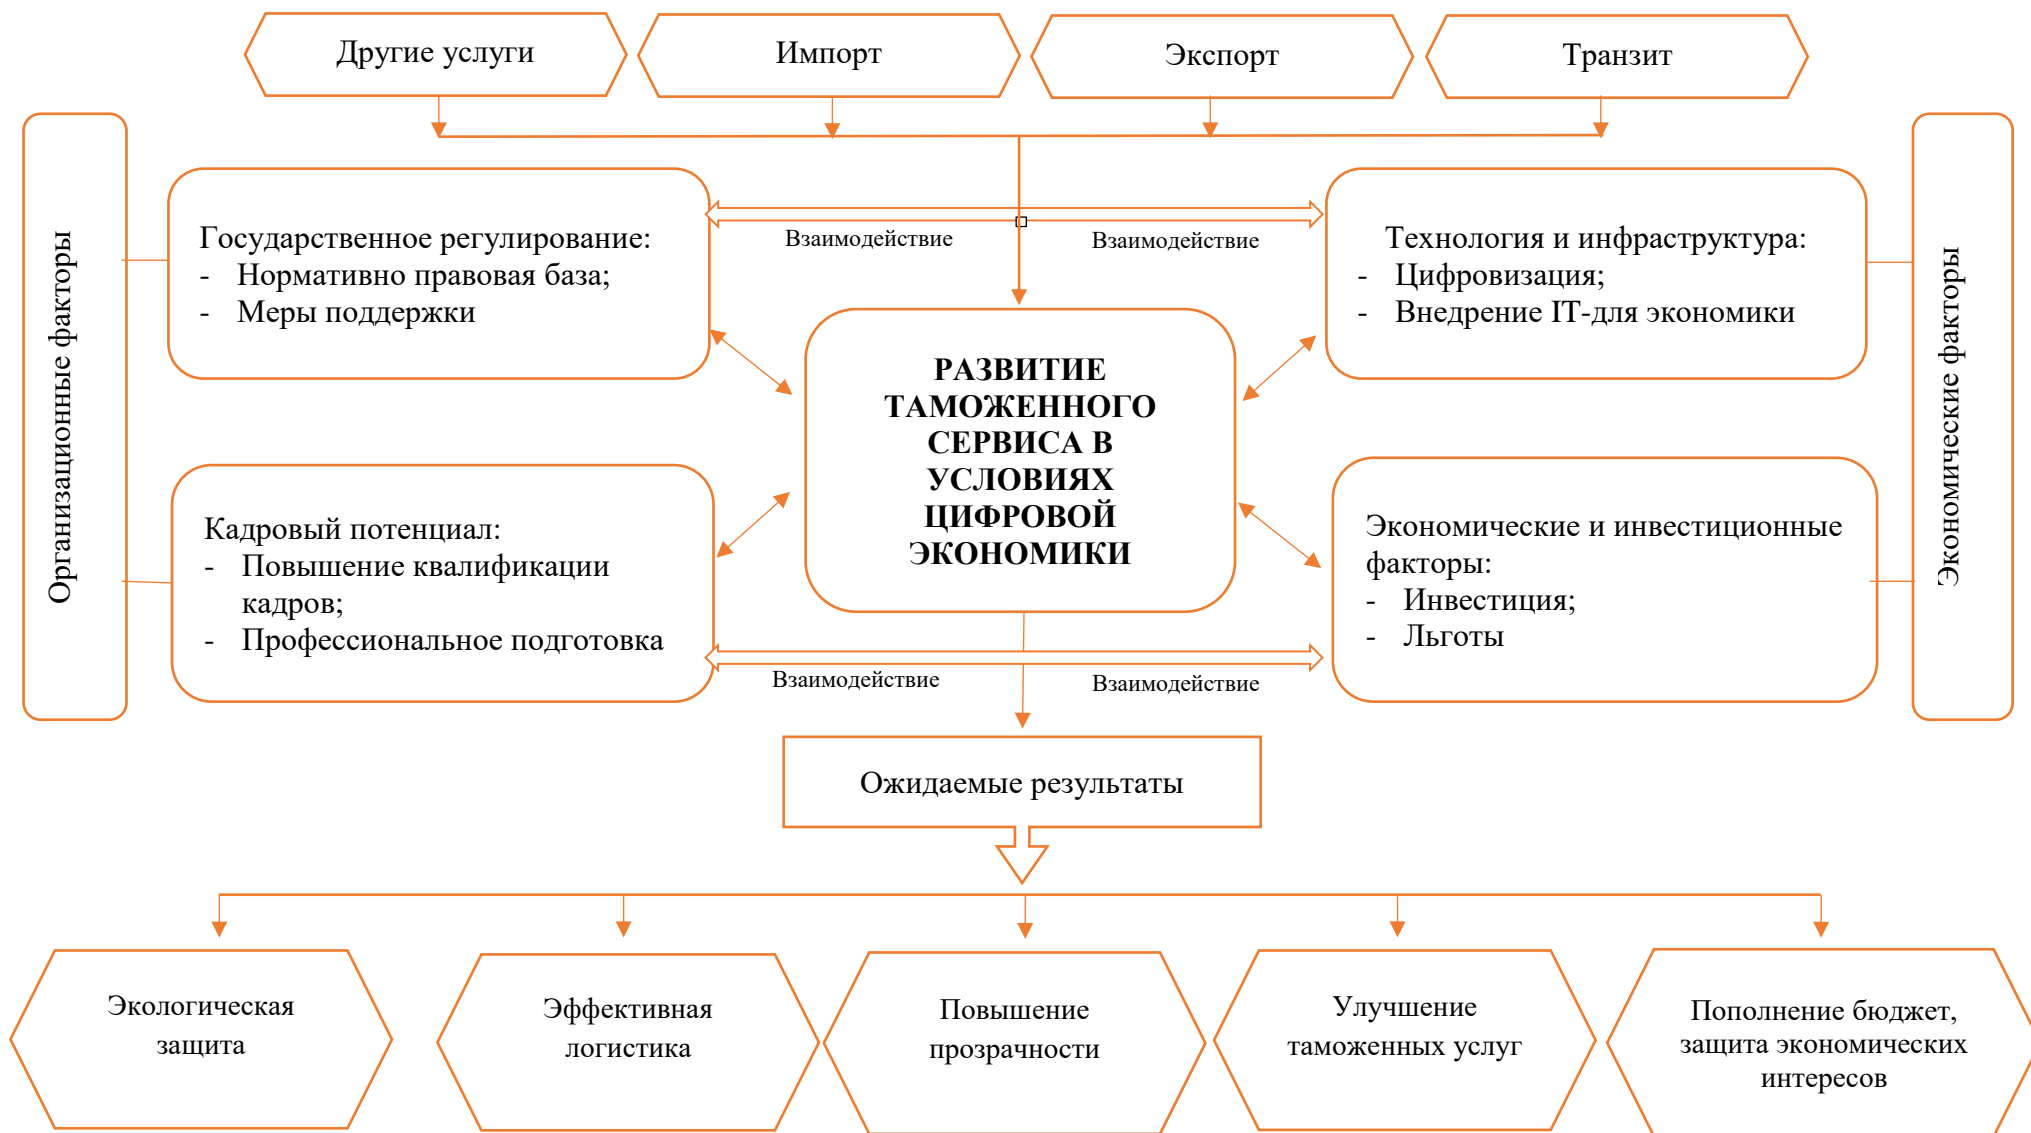 Другие услуги
Импорт
Экспорт
Транзит
Организационные факторы
Государственное регулирование:
- Нормативно правовая база;
- Меры поддержки
Взаимодействие
Взаимодействие
Технология и инфраструктура:
- Цифровизация;
- Внедрение IT-для экономики
Экономические факторы
РАЗВИТИЕ
ТАМОЖЕННОГО
СЕРВИСА В
УСЛОВИЯХ
ЦИФРОВОЙ
ЭКОНОМИКИ
Кадровый потенциал:
- Повышение квалификации
кадров;
- Профессиональное подготовка
Экономические и инвестиционные
факторы:
- Инвестиция;
- Льготы
Взаимодействие
Взаимодействие
Ожидаемые результаты
Экологическая
защита
Эффективная
логистика
Повышение
прозрачности
Улучшение
таможенных услуг
Пополнение бюджет,
защита экономических
интересов